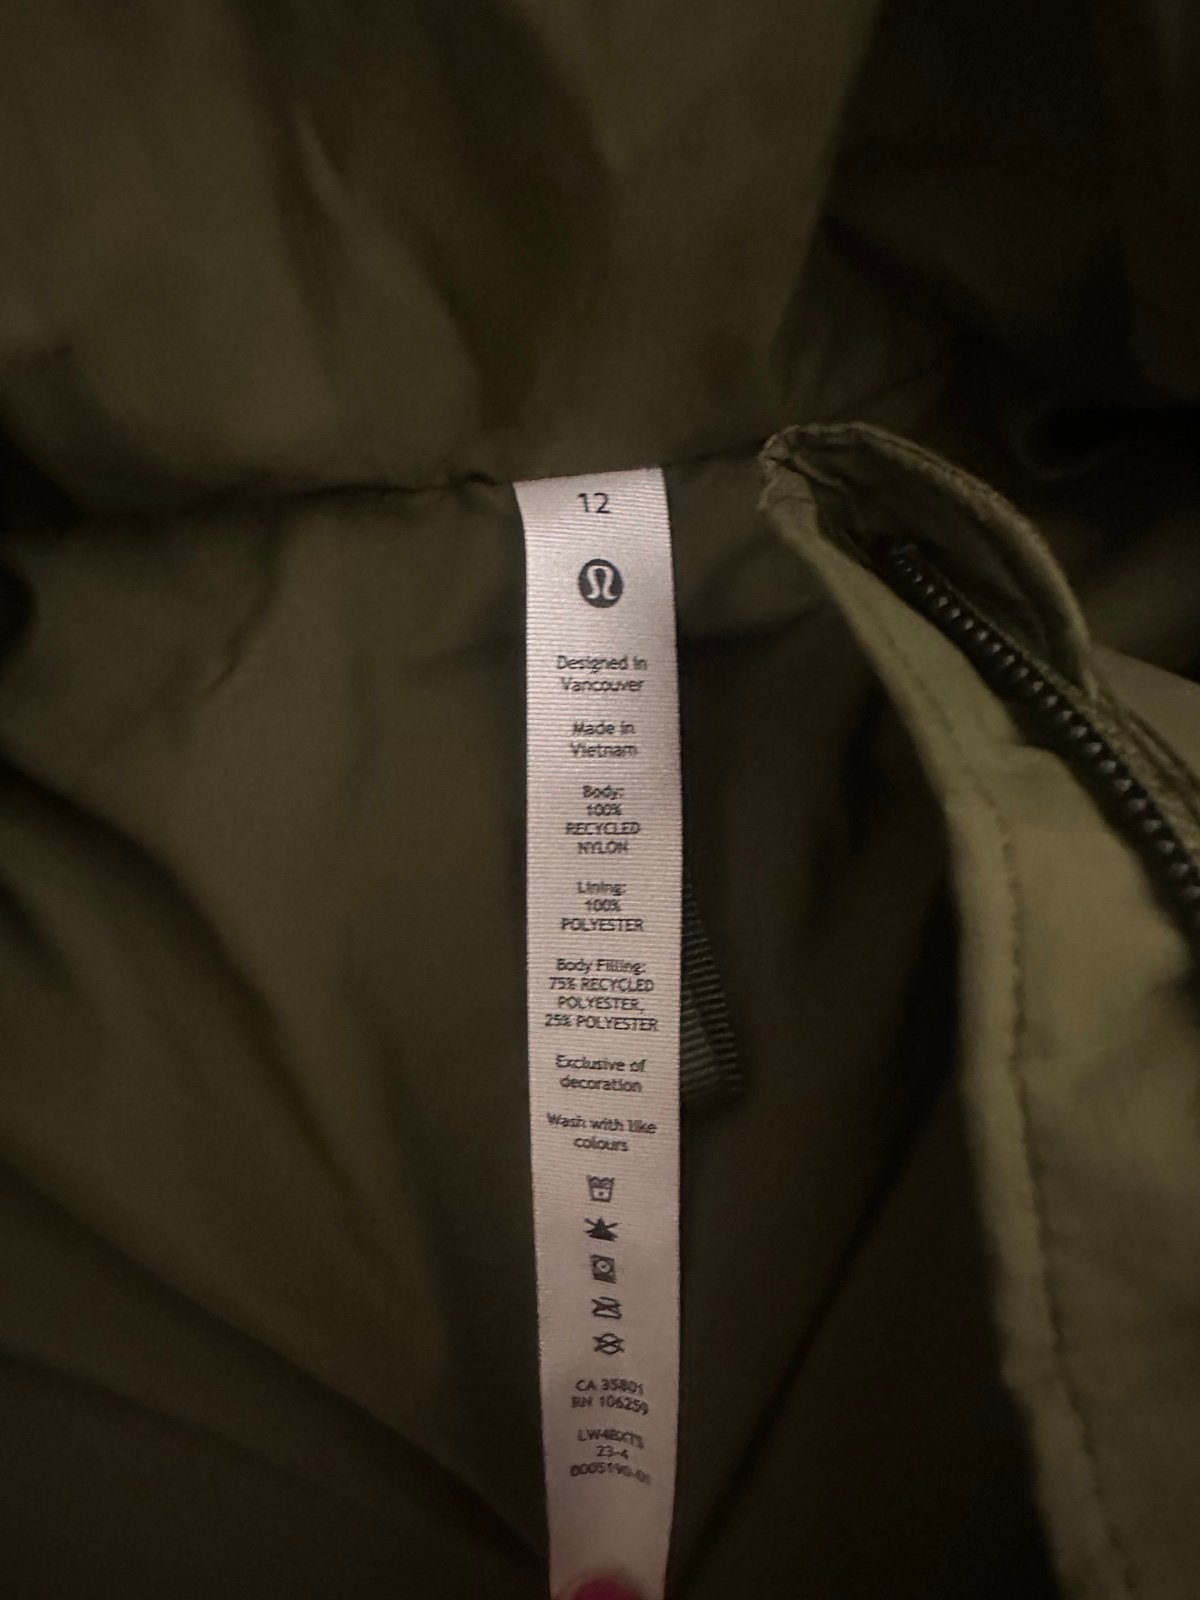 12
Designed in
Vancouver
Made in
Vietnam
Body:
100%
RECYCLED
NYLON
Lining:
100%
POLYESTER
Body Filling:
75% RECYCLED
POLYESTER,
25% POLYESTER
Exclusive of
decoration
Wash with like
colours
CA 35801
RN 106259
23-4